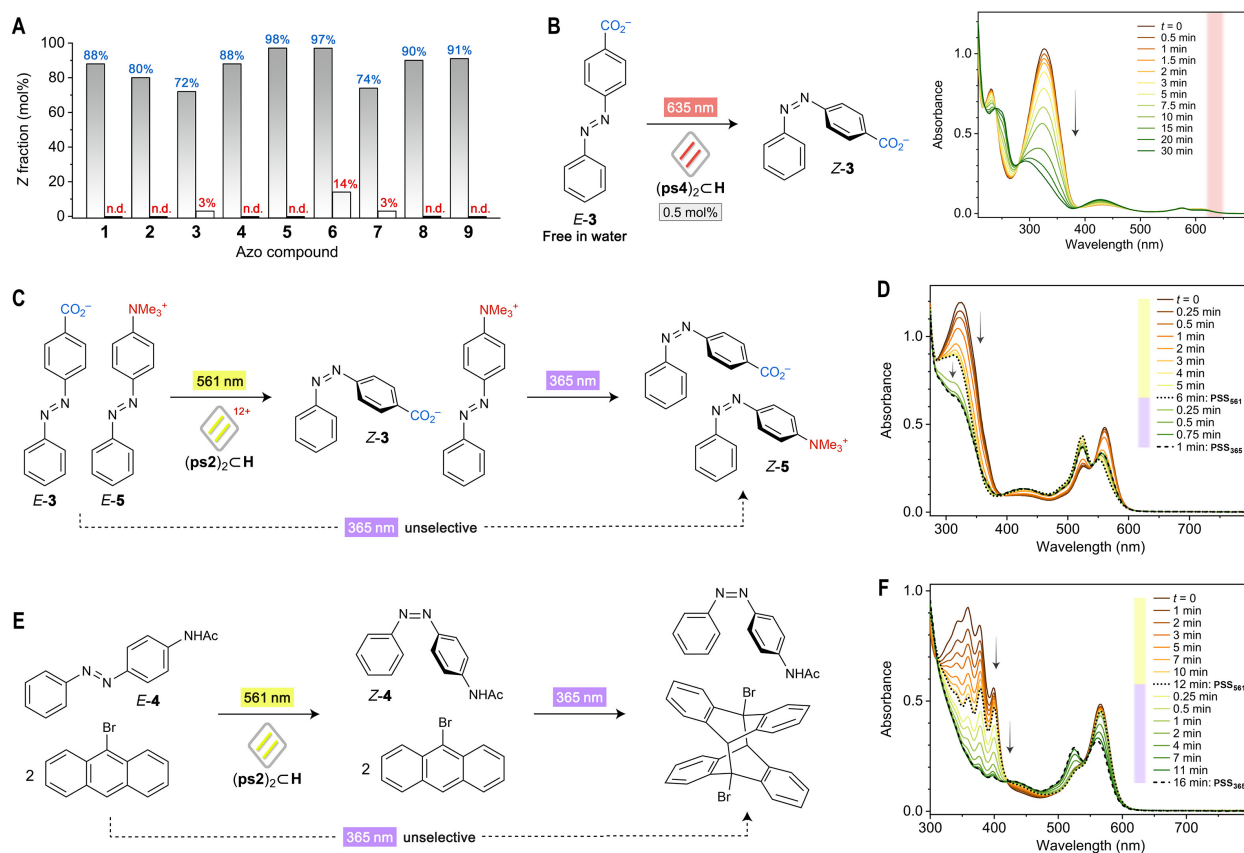 A
Z fraction (mol%)
100
80
60
40
20
0
88%
80%
72%
88%
98%
97%
74%
90%
91%
n.d.
n.d.
3%
n.d.
n.d.
14%
3%
n.d.
n.d.
1 2 3 4 5 6 7 8 9
Azo compound
B
CO₂⁻
N=N
E-3
Free in water
635 nm
(ps4)₂⊂H
0.5 mol%
N=N
CO₂⁻
Z-3
Absorbance
1.0
0.5
0.0
200 300 400 500 600
Wavelength (nm)
t = 0
0.5 min
1 min
1.5 min
2 min
3 min
5 min
7.5 min
10 min
15 min
20 min
30 min
C
CO₂⁻
N=N
E-3
NMe₃⁺
N=N
E-5
561 nm
12+
(ps2)₂⊂H
N=N
CO₂⁻
Z-3
NMe₃⁺
N=N
365 nm
N=N
CO₂⁻
N=N
NMe₃⁺
Z-5
365 nm unselective
D
Absorbance
1.0
0.5
0.0
300 400 500 600 700
Wavelength (nm)
t = 0
0.25 min
0.5 min
1 min
2 min
3 min
4 min
5 min
6 min: PSS₅₆₁
0.25 min
0.5 min
0.75 min
1 min: PSS₃₆₅
E
NHAc
N=N
E-4
Br
2
561 nm
(ps2)₂⊂H
N=N
Z-4
NHAc
Br
2
365 nm
N=N
NHAc
Br
Br
365 nm unselective
F
Absorbance
1.0
0.5
0.0
300 400 500 600 700
Wavelength (nm)
t = 0
1 min
2 min
3 min
5 min
7 min
10 min
12 min: PSS₅₆₁
0.25 min
0.5 min
1 min
2 min
4 min
7 min
11 min
16 min: PSS₃₆₅